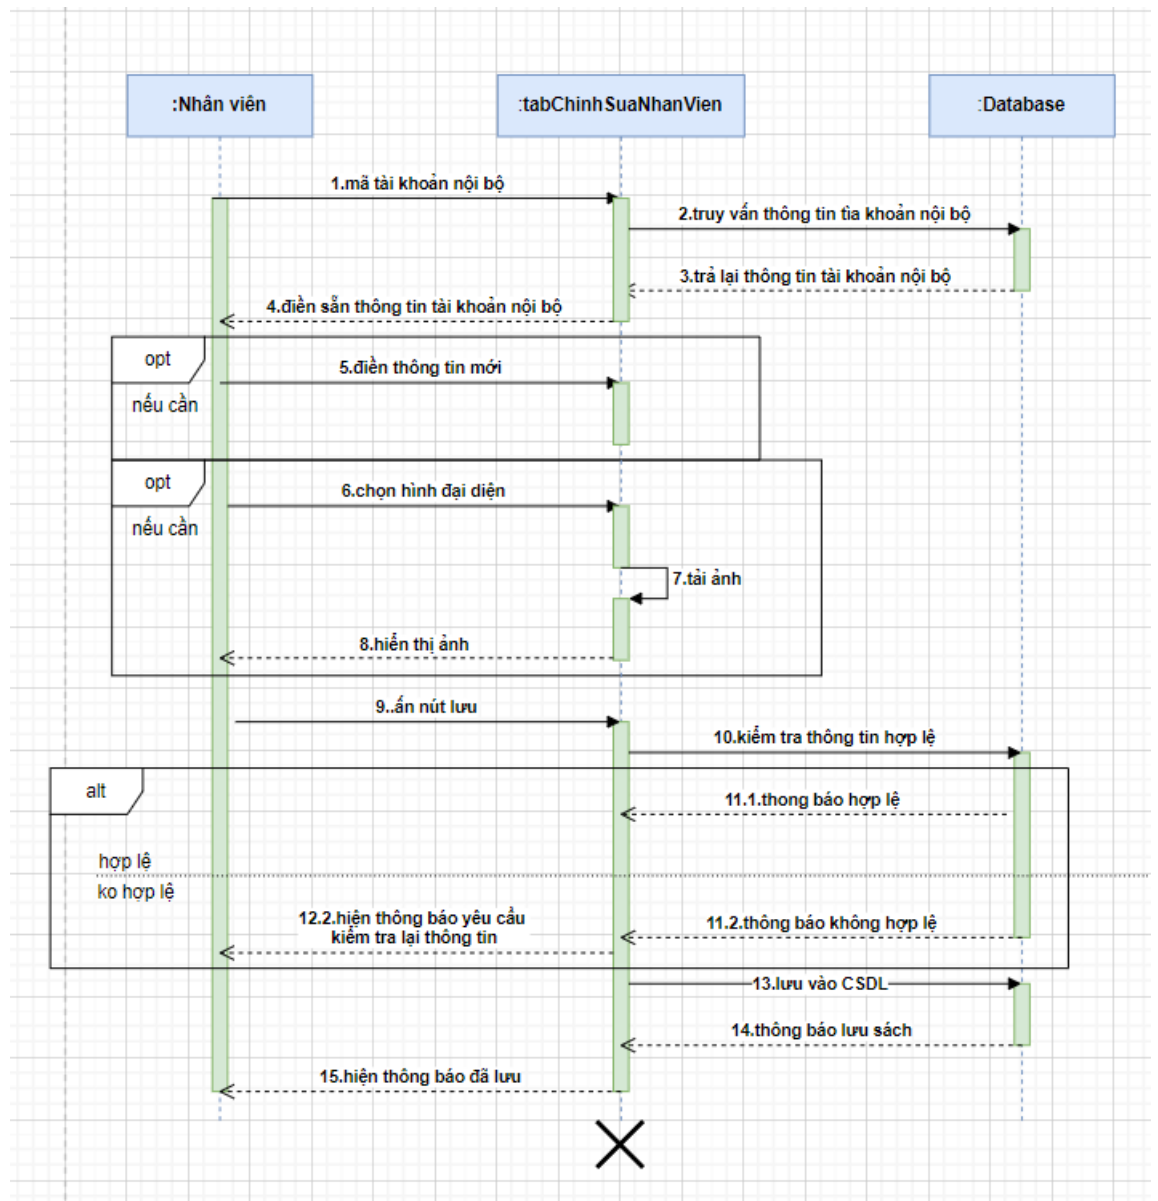 :Nhân viên
:tabChinhSuaNhanVien
:Database
1.mã tài khoản nội bộ
2.truy vấn thông tin tìa khoản nội bộ
3.trả lại thông tin tài khoản nội bộ
4.điền sẵn thông tin tài khoản nội bộ
opt
5.điền thông tin mới
nếu cần
opt
6.chọn hình đại diện
nếu cần
7.tải ảnh
8.hiển thị ảnh
9..ấn nút lưu
10.kiểm tra thông tin hợp lệ
alt
11.1.thong báo hợp lệ
hợp lệ
ko hợp lệ
12.2.hiện thông báo yêu cầu
kiểm tra lại thông tin
11.2.thông báo không hợp lệ
13.lưu vào CSDL
14.thông báo lưu sách
15.hiện thông báo đã lưu